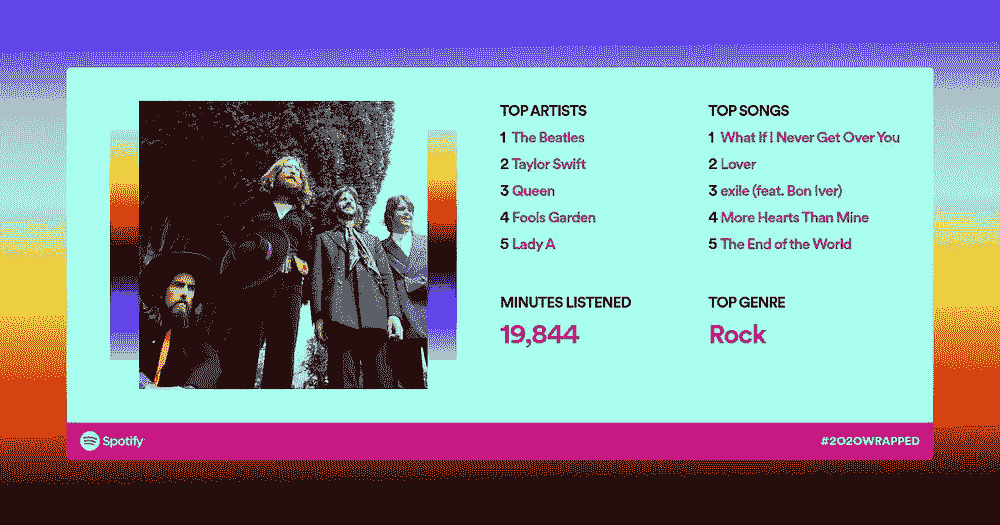 TOP ARTISTS
1 The Beatles
2 Taylor Swift
3 Queen
4 Fools Garden
5 Lady A
TOP SONGS
1 What If I Never Get Over You
2 Lover
3 exile (feat. Bon Iver)
4 More Hearts Than Mine
5 The End of the World
MINUTES LISTENED
19,844
TOP GENRE
Rock
Spotify
#2020WRAPPED